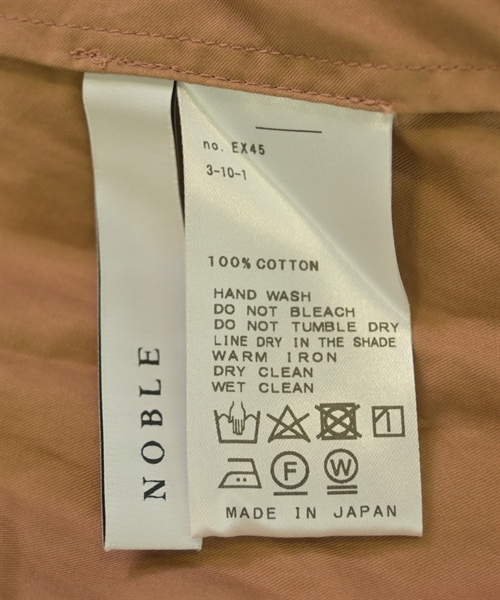 NOBLE
no. EX45
3-10-1
100% COTTON
HAND WASH
DO NOT BLEACH
DO NOT TUMBLE DRY
LINE DRY IN THE SHADE
WARM IRON
DRY CLEAN
WET CLEAN
F
W
MADE IN JAPAN